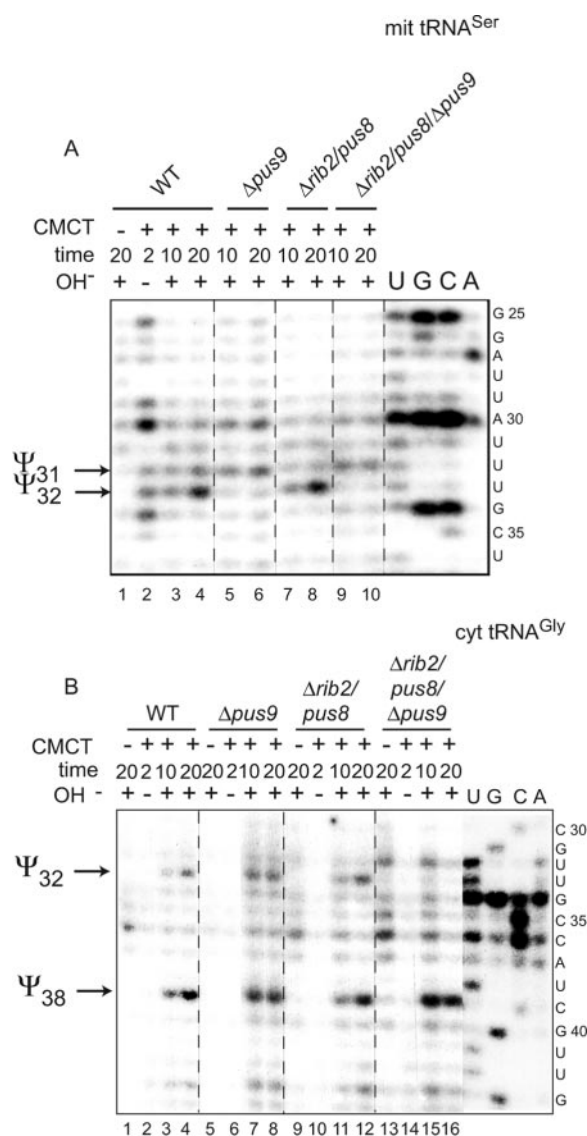 mit tRNASer
A
WT
Δpus9
Δrib2/pus8
Δrib2/pus8/Δpus9
CMCT - + + + + + + + + +
time 20 2 10 20 10 20 10 20 10 20
OH- + - + + + + + + + + U G C A
G 25
G
A
U
U
A 30
U
Ψ31 U
Ψ32 U
G
C 35
U
1 2 3 4 5 6 7 8 9 10
cyt tRNAGly
B
WT
Δpus9
Δrib2/
pus8
Δrib2/
pus8/
Δpus9
CMCT - + + + - + + + - + + + - + + +
time 20 2 10 20 20 2 10 20 20 2 10 20 20 2 10 20
OH - + - + + + - + + + - + + + - + + U G C A
C 30
G
U
Ψ32 U
G
C 35
C
A
U
Ψ38 C
G 40
U
U
G
1 2 3 4 5 6 7 8 9 10 11 12 13 14 15 16